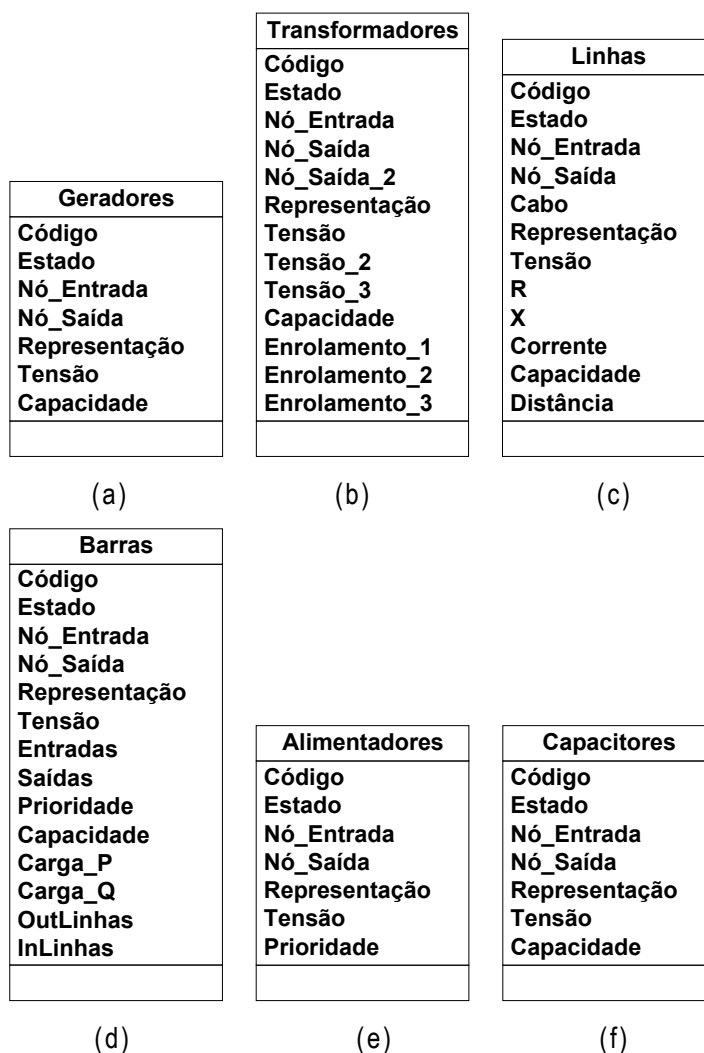 Geradores
Código
Estado
Nó_Entrada
Nó_Saída
Representação
Tensão
Capacidade
(a)
Transformadores
Código
Estado
Nó_Entrada
Nó_Saída
Nó_Saída_2
Representação
Tensão
Tensão_2
Tensão_3
Capacidade
Enrolamento_1
Enrolamento_2
Enrolamento_3
(b)
Linhas
Código
Estado
Nó_Entrada
Nó_Saída
Cabo
Representação
Tensão
R
X
Corrente
Capacidade
Distância
(c)
Barras
Código
Estado
Nó_Entrada
Nó_Saída
Representação
Tensão
Entradas
Saídas
Prioridade
Capacidade
Carga_P
Carga_Q
OutLinhas
InLinhas
(d)
Alimentadores
Código
Estado
Nó_Entrada
Nó_Saída
Representação
Tensão
Prioridade
(e)
Capacitores
Código
Estado
Nó_Entrada
Nó_Saída
Representação
Tensão
Capacidade
(f)